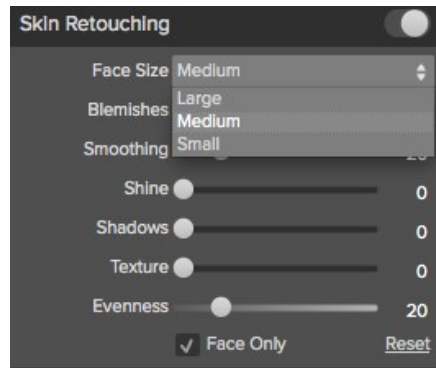 Skin Retouching
Face Size Medium
Large
Blemishes
Medium
Smoothing Small
Shine 0
Shadows 0
Texture 0
Evenness 20
Face Only Reset